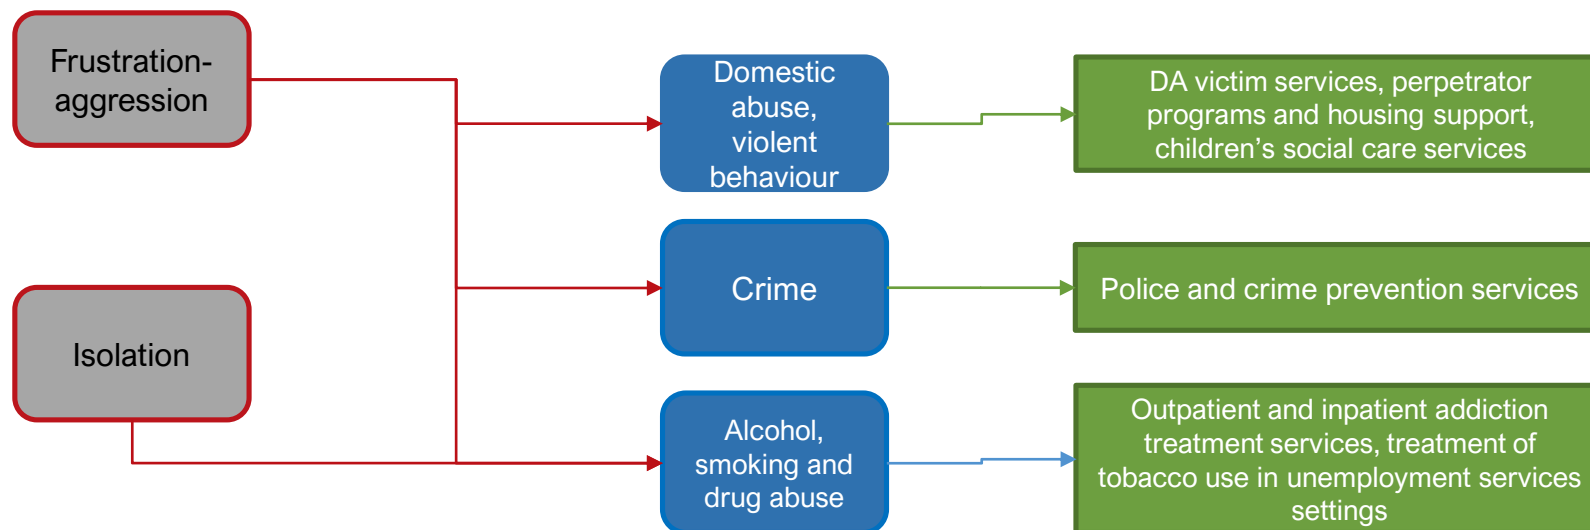 Frustration-
aggression
Isolation
Domestic
abuse,
violent
behaviour
Crime
Alcohol,
smoking and
drug abuse
DA victim services, perpetrator
programs and housing support,
children's social care services
Police and crime prevention services
Outpatient and inpatient addiction
treatment services, treatment of
tobacco use in unemployment services
settings